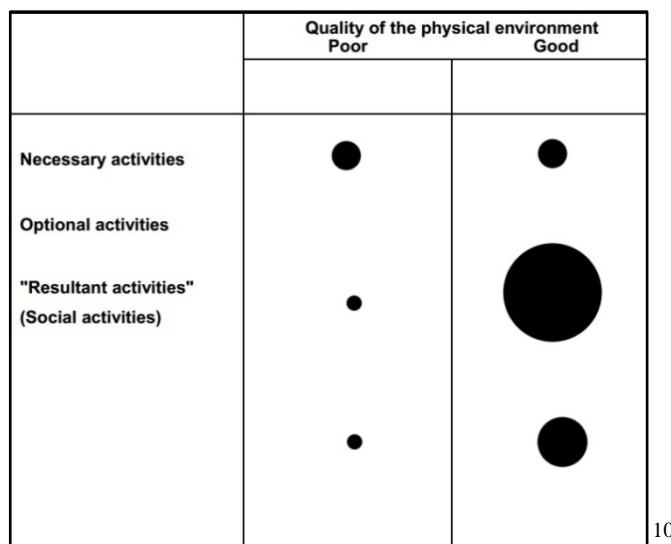 Quality of the physical environment
Poor Good
Necessary activities
Optional activities
"Resultant activities"
(Social activities)
10